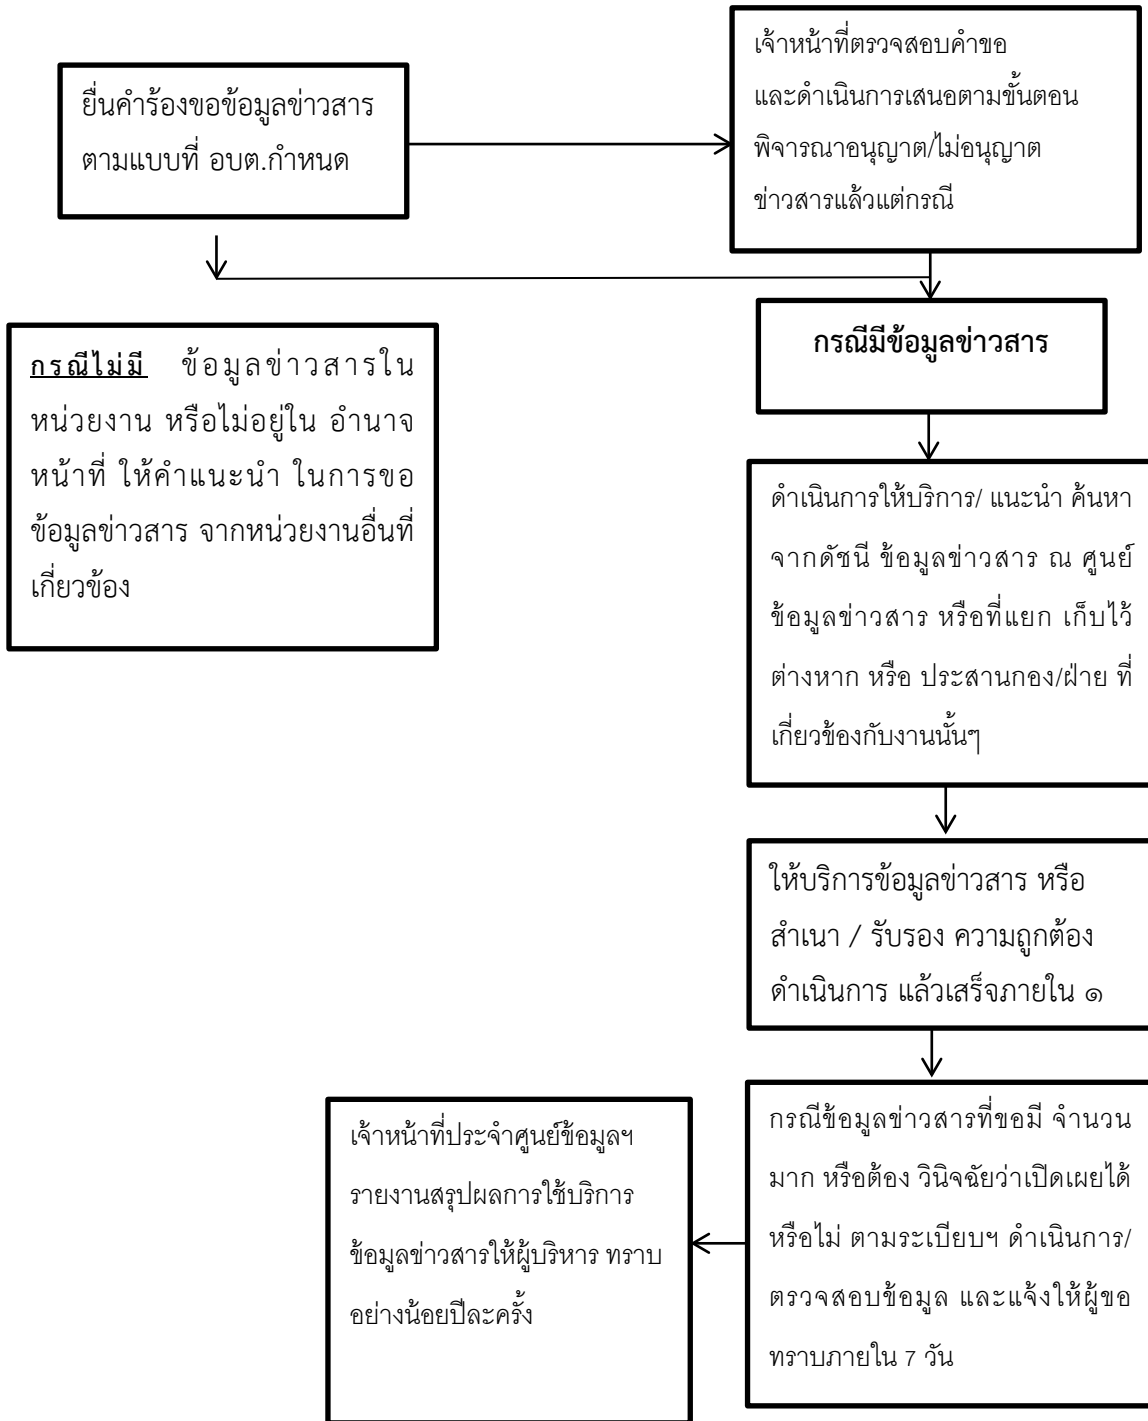 ยื่นคำร้องขอข้อมูลข่าวสาร
ตามแบบที่ อบต.กำหนด
เจ้าหน้าที่ตรวจสอบคำขอ
และดำเนินการเสนอตามขั้นตอน
พิจารณาอนุญาต/ไม่อนุญาต
ข่าวสารแล้วแต่กรณี
กรณีไม่มี ข้อมูลข่าวสารใน
หน่วยงาน หรือไม่อยู่ใน อำนาจ
หน้าที่ ให้คำแนะนำ ในการขอ
ข้อมูลข่าวสาร จากหน่วยงานอื่นที่
เกี่ยวข้อง
กรณีมีข้อมูลข่าวสาร
ดำเนินการให้บริการ/ แนะนำ ค้นหา
จากดัชนี ข้อมูลข่าวสาร ณ ศูนย์
ข้อมูลข่าวสาร หรือที่แยก เก็บไว้
ต่างหาก หรือ ประสานกอง/ฝ่าย ที่
เกี่ยวข้องกับงานนั้นๆ
ให้บริการข้อมูลข่าวสาร หรือ
สำเนา / รับรอง ความถูกต้อง
ดำเนินการ แล้วเสร็จภายใน ๑
กรณีข้อมูลข่าวสารที่ขอมี จำนวน
มาก หรือต้อง วินิจฉัยว่าเปิดเผยได้
หรือไม่ ตามระเบียบฯ ดำเนินการ/
ตรวจสอบข้อมูล และแจ้งให้ผู้ขอ
ทราบภายใน 7 วัน
เจ้าหน้าที่ประจำศูนย์ข้อมูลฯ
รายงานสรุปผลการใช้บริการ
ข้อมูลข่าวสารให้ผู้บริหาร ทราบ
อย่างน้อยปีละครั้ง